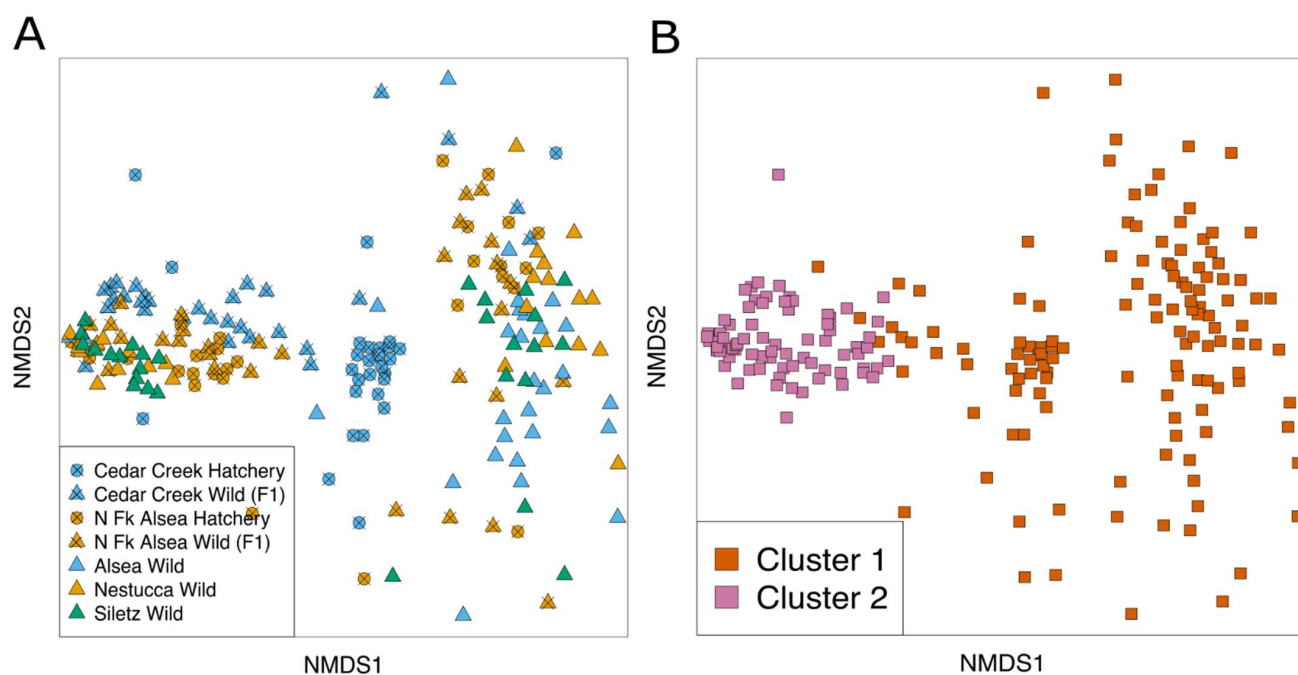 A
B
NMDS2
Cedar Creek Hatchery
Cedar Creek Wild (F1)
N Fk Alsea Hatchery
N Fk Alsea Wild (F1)
Alsea Wild
Nestucca Wild
Siletz Wild
NMDS1
NMDS2
Cluster 1
Cluster 2
NMDS1